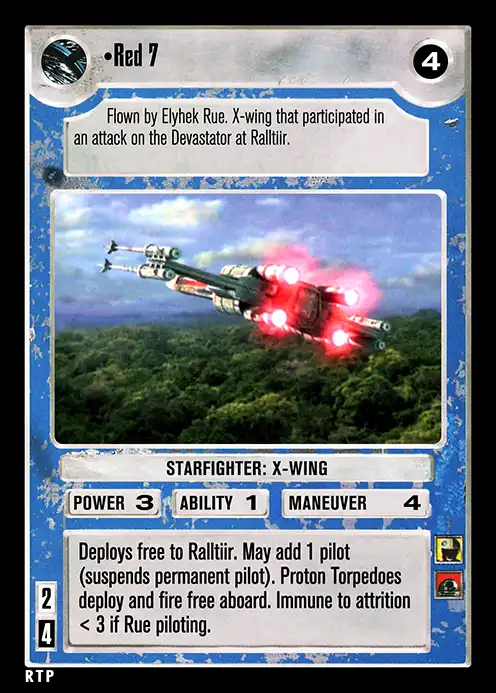 •Red 7
4
Flown by Elyhek Rue. X-wing that participated in
an attack on the Devastator at Ralltiir.
STARFIGHTER: X-WING
POWER 3 ABILITY 1 MANEUVER 4
Deploys free to Ralltiir. May add 1 pilot
(suspends permanent pilot). Proton Torpedoes
deploy and fire free aboard. Immune to attrition
< 3 if Rue piloting.
2
4
RTP